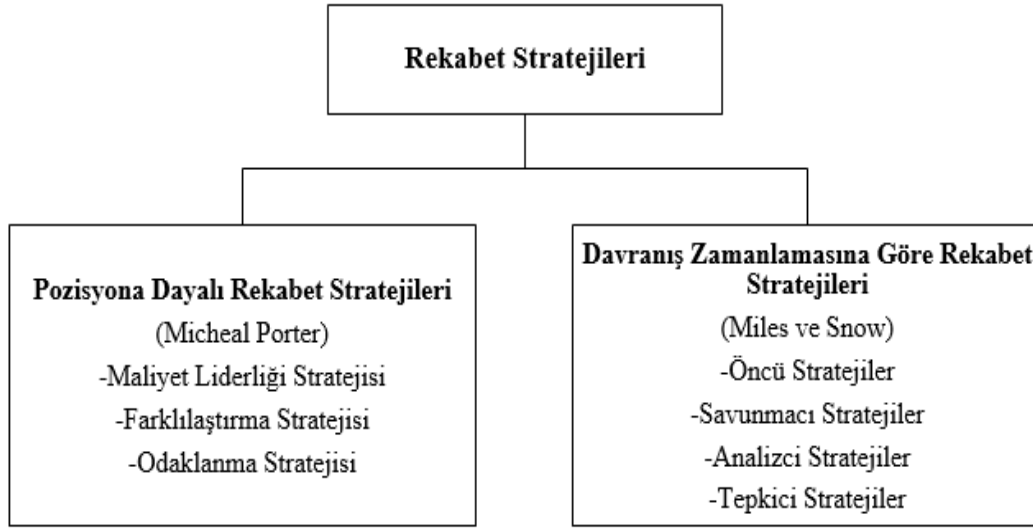 Rekabet Stratejileri
Pozisyona Dayalı Rekabet Stratejileri
(Micheal Porter)
-Maliyet Liderliği Stratejisi
-Farklılaştırma Stratejisi
-Odaklanma Stratejisi
Davranış Zamanlamasına Göre Rekabet
Stratejileri
(Miles ve Snow)
-Öncü Stratejiler
-Savunmacı Stratejiler
-Analizci Stratejiler
-Tepkici Stratejiler